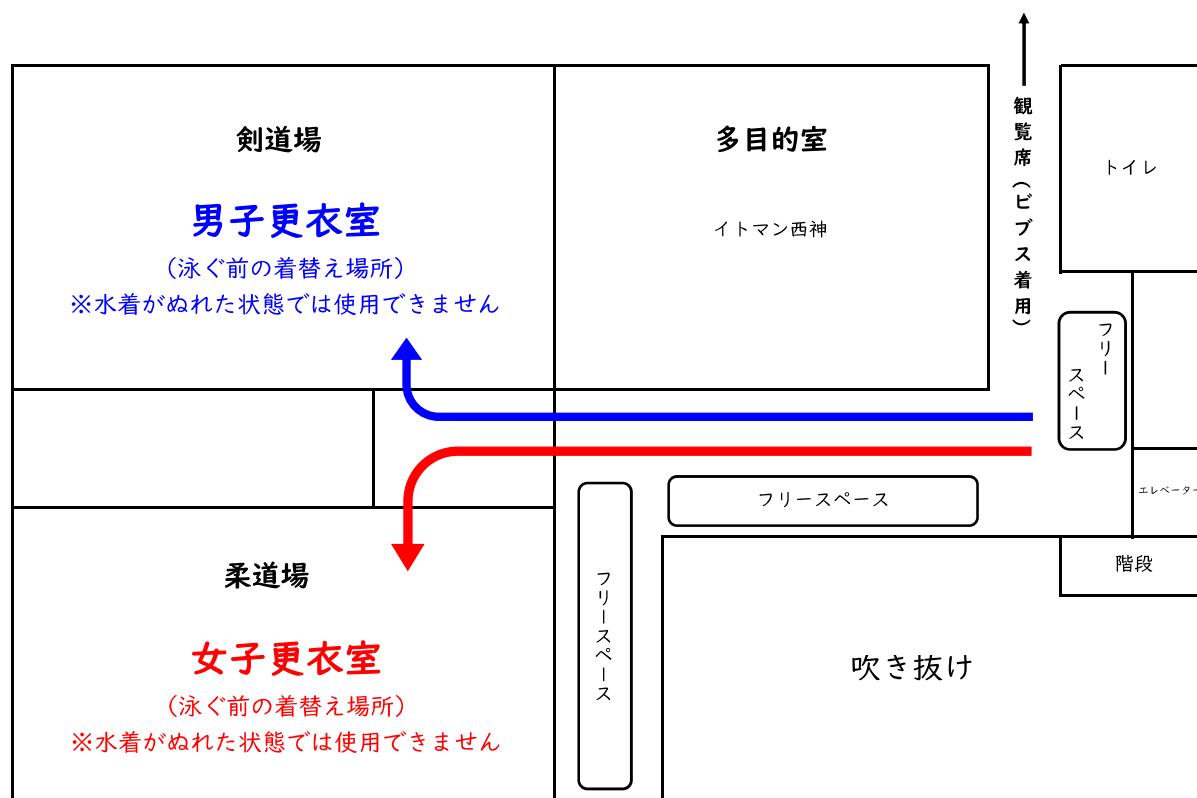 剣道場
男子更衣室
（泳ぐ前の着替え場所）
※水着がぬれた状態では使用できません
多目的室
イトマン西神
観覧席（ビブス着用）
トイレ
フリー
スペース
エレベーター
階段
フリースペース
フリースペース
吹き抜け
柔道場
女子更衣室
（泳ぐ前の着替え場所）
※水着がぬれた状態では使用できません